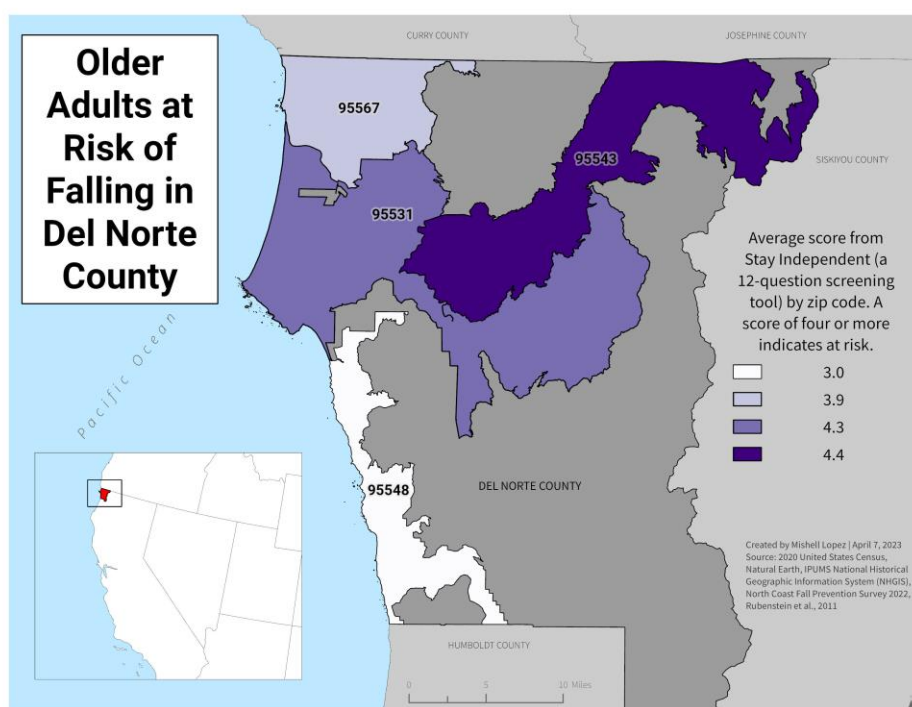 Older
Adults at
Risk of
Falling in
Del Norte
County
CURRY COUNTY
JOSEPHINE COUNTY
95567
95543
SISKIYOU COUNTY
95531
Pacific Ocean
Average score from
Stay Independent (a
12-question screening
tool) by zip code. A
score of four or more
indicates at risk.
3.0
3.9
4.3
4.4
95548
DEL NORTE COUNTY
Created by Mishell Lopez | April 7, 2023
Source: 2020 United States Census,
Natural Earth, IPUMS National Historical
Geographic Information System (NHGIS),
North Coast Fall Prevention Survey 2022,
Rubenstein et al., 2011
HUMBOLDT COUNTY
0 5 10 Miles